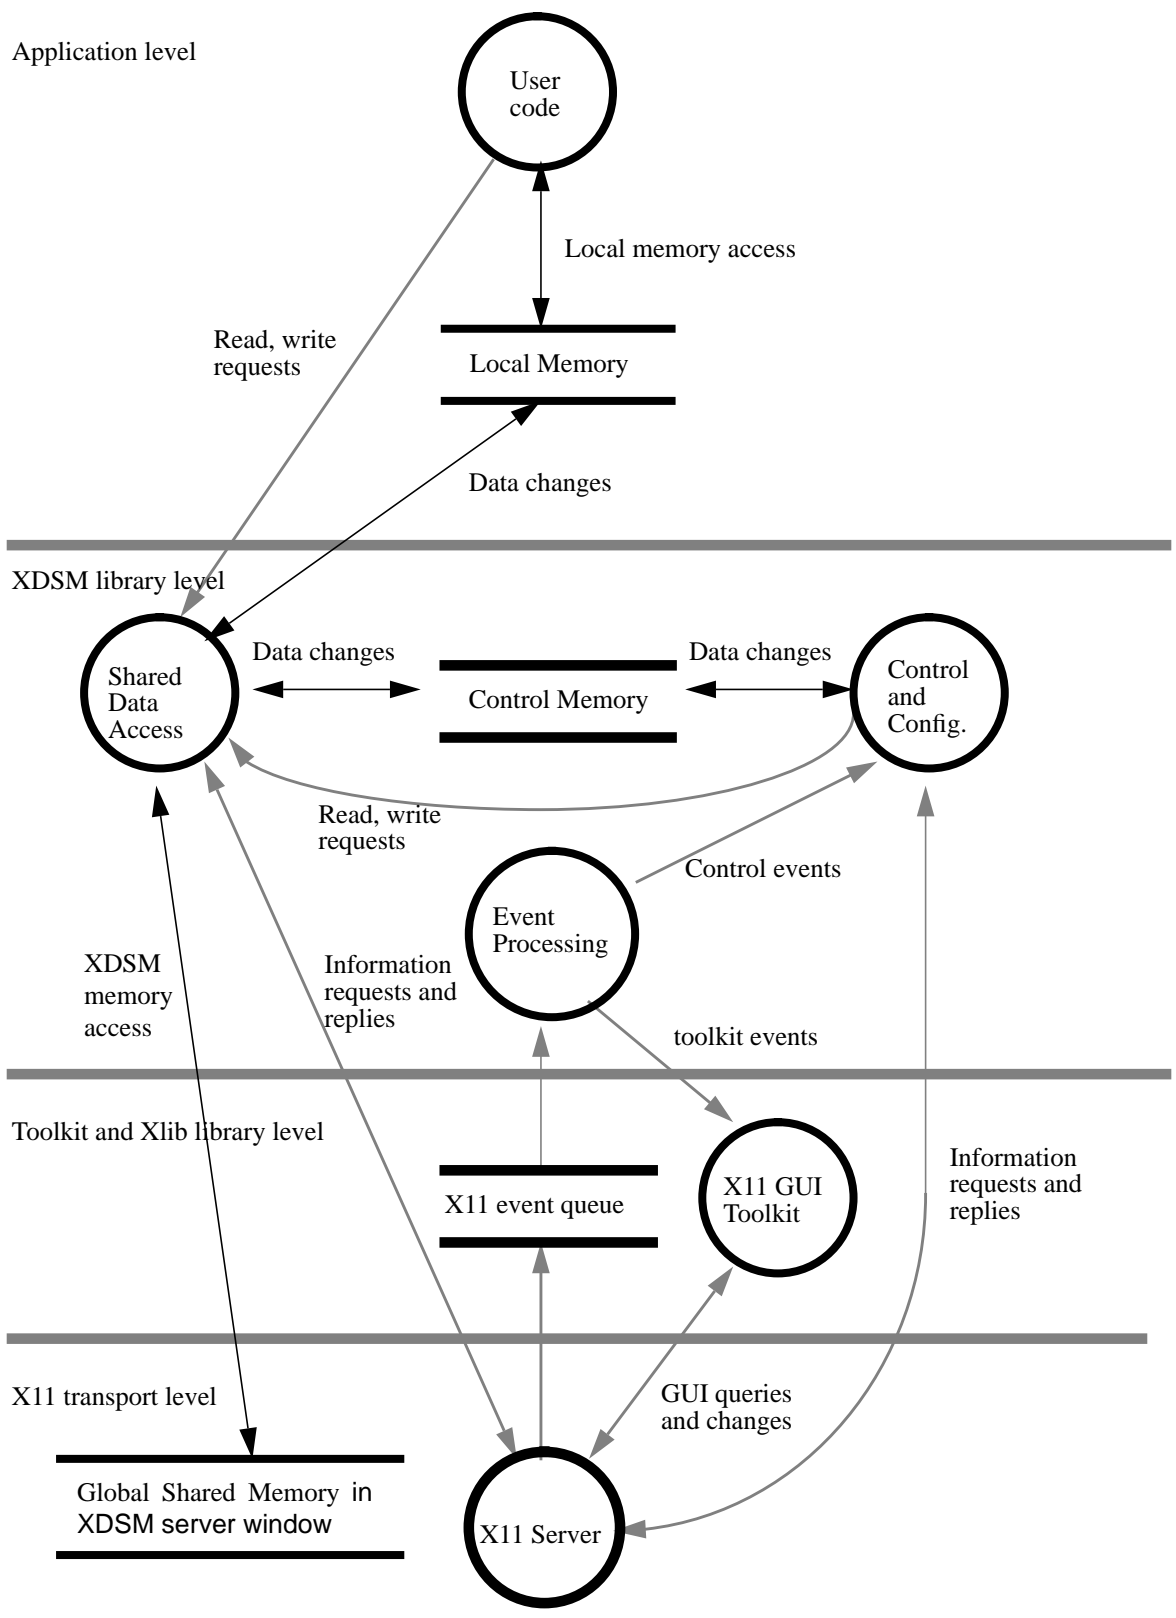 Application level
User
code
Local memory access
Read, write
requests
Local Memory
Data changes
XDSM library level
Shared
Data
Access
Data changes
Control Memory
Data changes
Control
and
Config.
Read, write
requests
Control events
Event
Processing
XDSM
memory
access
Information
requests and
replies
toolkit events
Toolkit and Xlib library level
X11 event queue
X11 GUI
Toolkit
Information
requests and
replies
X11 transport level
GUI queries
and changes
Global Shared Memory in
XDSM server window
X11 Server